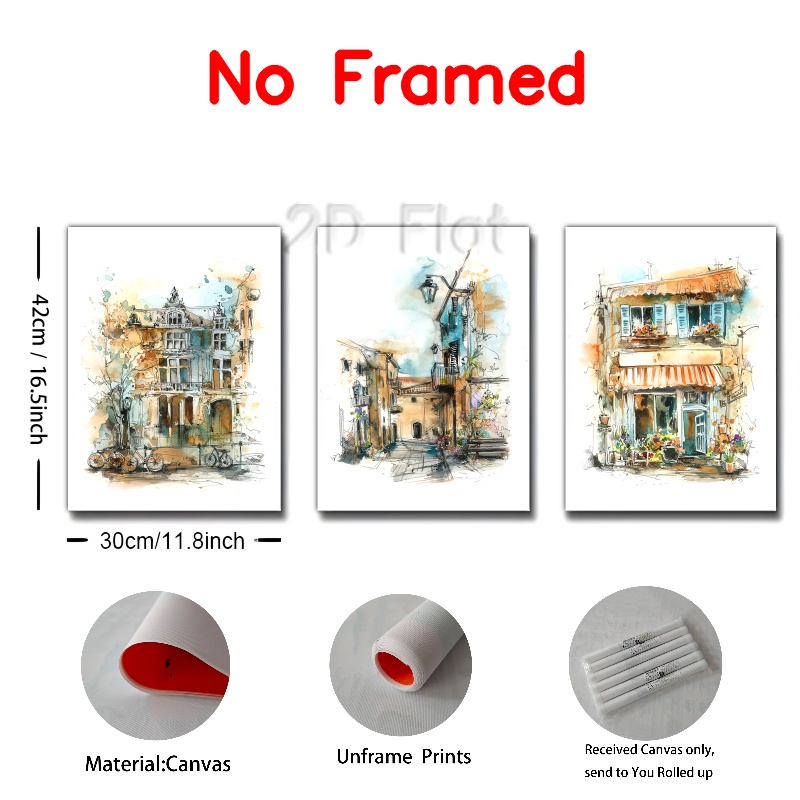 No Framed
2D Flat
42cm / 16.5inch
30cm/11.8inch
Material:Canvas
Unframe Prints
Received Canvas only,
send to You Rolled up